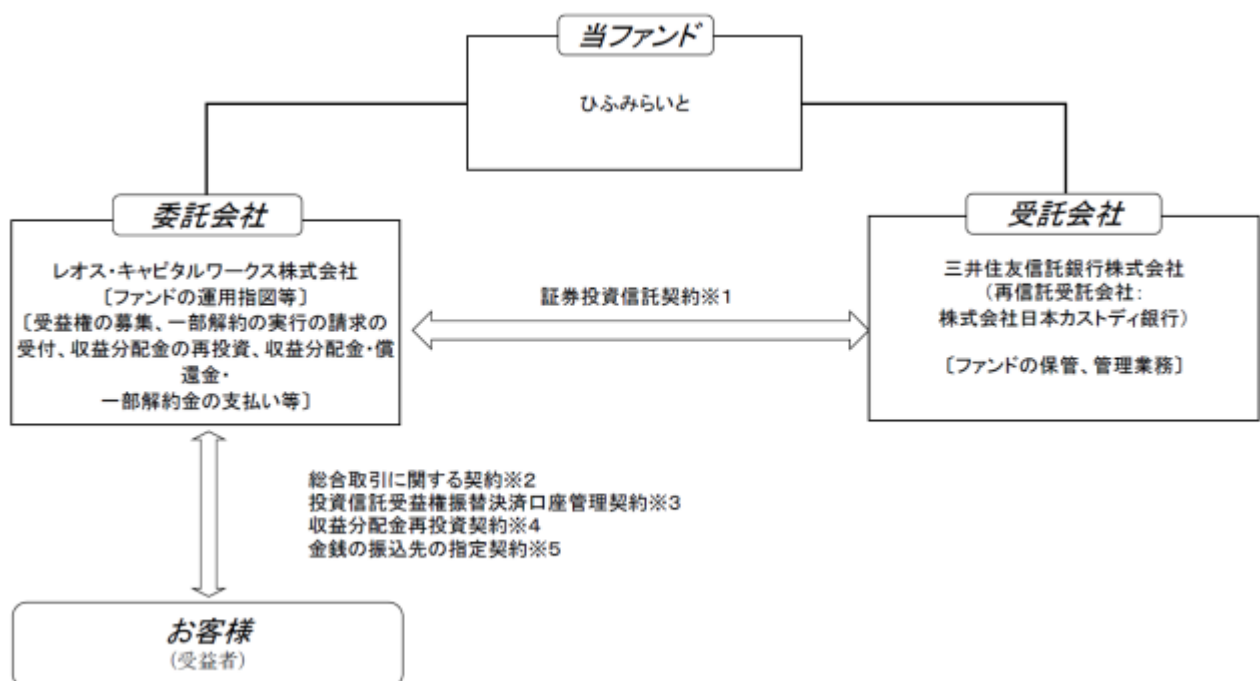 当ファンド
ひふみらいと
委託会社
レオス・キャピタルワークス株式会社
〔ファンドの運用指図等〕
〔受益権の募集、一部解約の実行の請求の
受付、収益分配金の再投資、収益分配金・償
還金・
一部解約金の支払い等〕
証券投資信託契約※1
受託会社
三井住友信託銀行株式会社
(再信託受託会社:
株式会社日本カストディ銀行)
〔ファンドの保管、管理業務〕
総合取引に関する契約※2
投資信託受益権振替決済口座管理契約※3
収益分配金再投資契約※4
金銭の振込先の指定契約※5
お客様
(受益者)